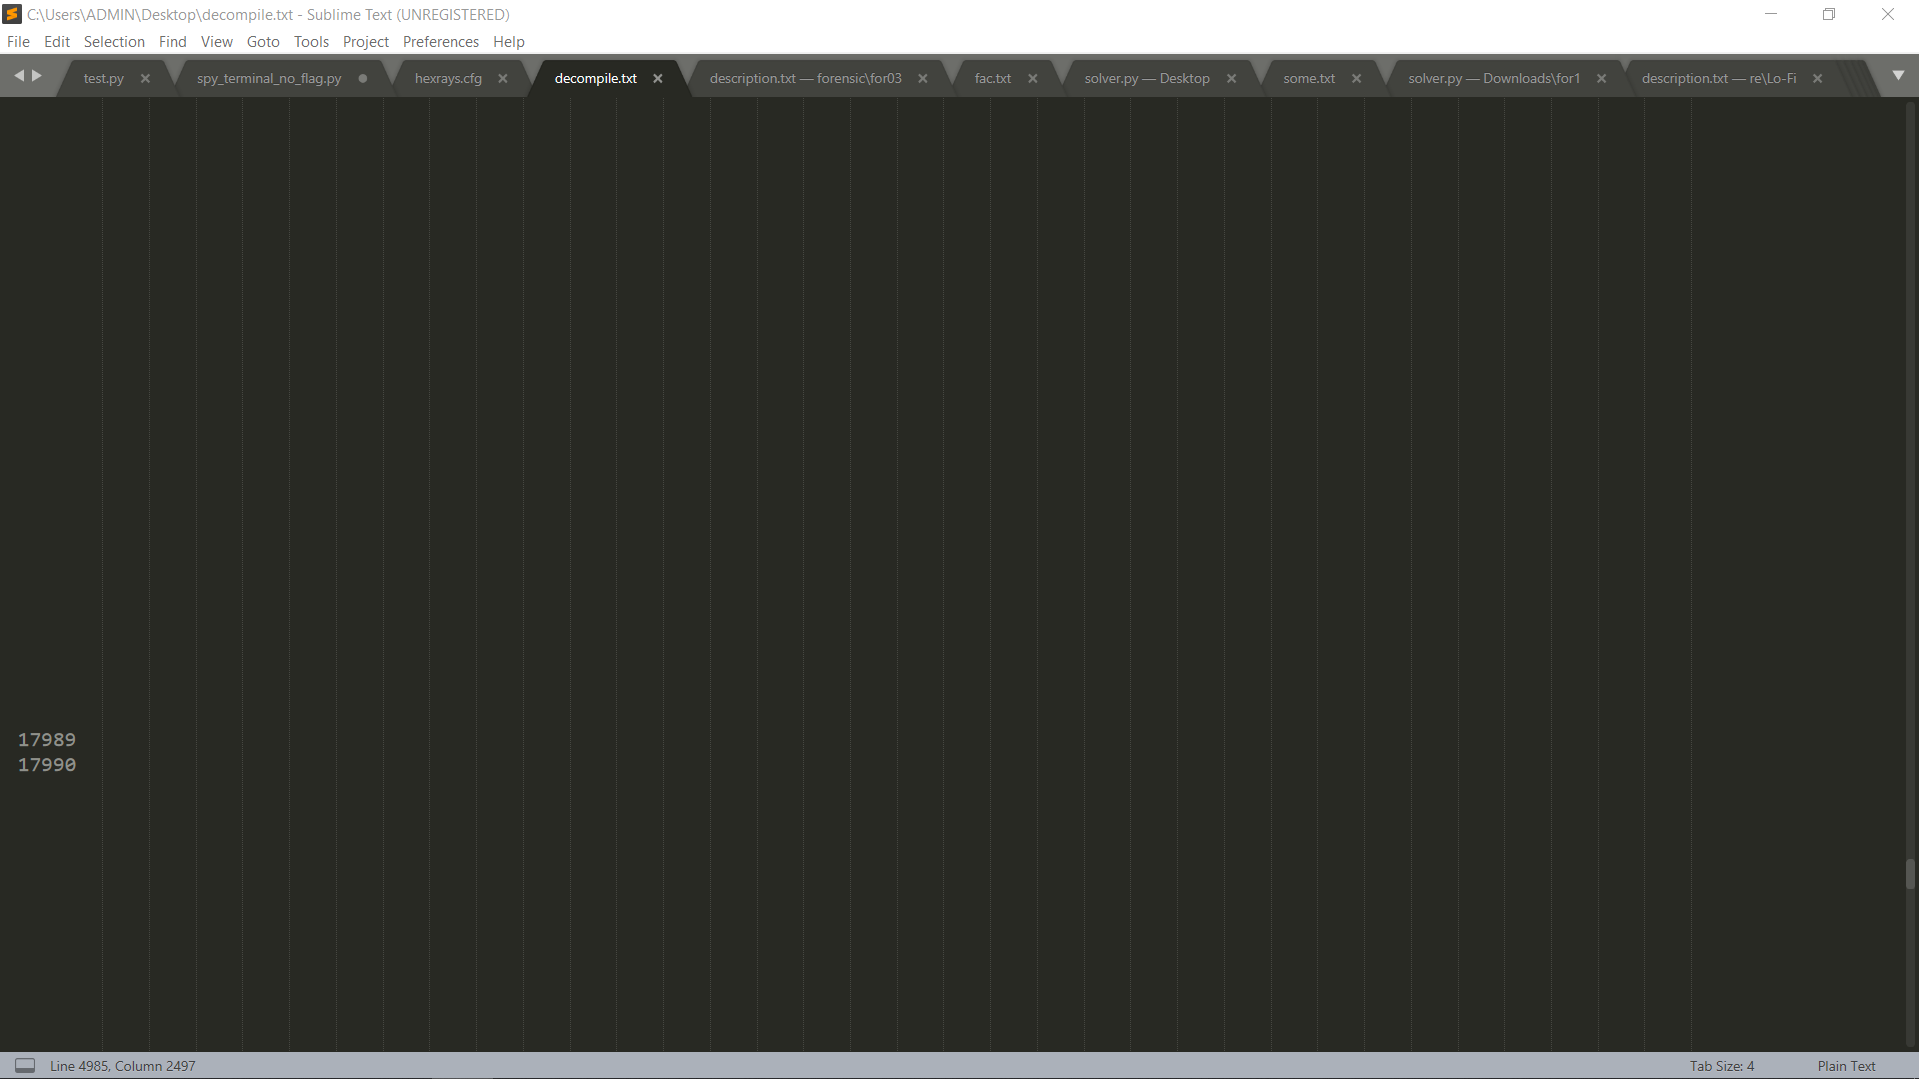 C:\Users\ADMIN\Desktop\decompile.txt - Sublime Text (UNREGISTERED)
File Edit Selection Find View Goto Tools Project Preferences Help
test.py spy_terminal_no_flag.py hexrays.cfg decompile.txt description.txt — forensic\for03 fac.txt solver.py — Desktop some.txt solver.py — Downloads\for1 description.txt — re\Lo-Fi
17989
17990
Line 4985, Column 2497 Tab Size: 4 Plain Text